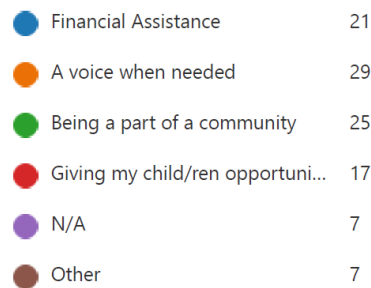 Financial Assistance 21
A voice when needed 29
Being a part of a community 25
Giving my child/ren opportuni... 17
N/A 7
Other 7